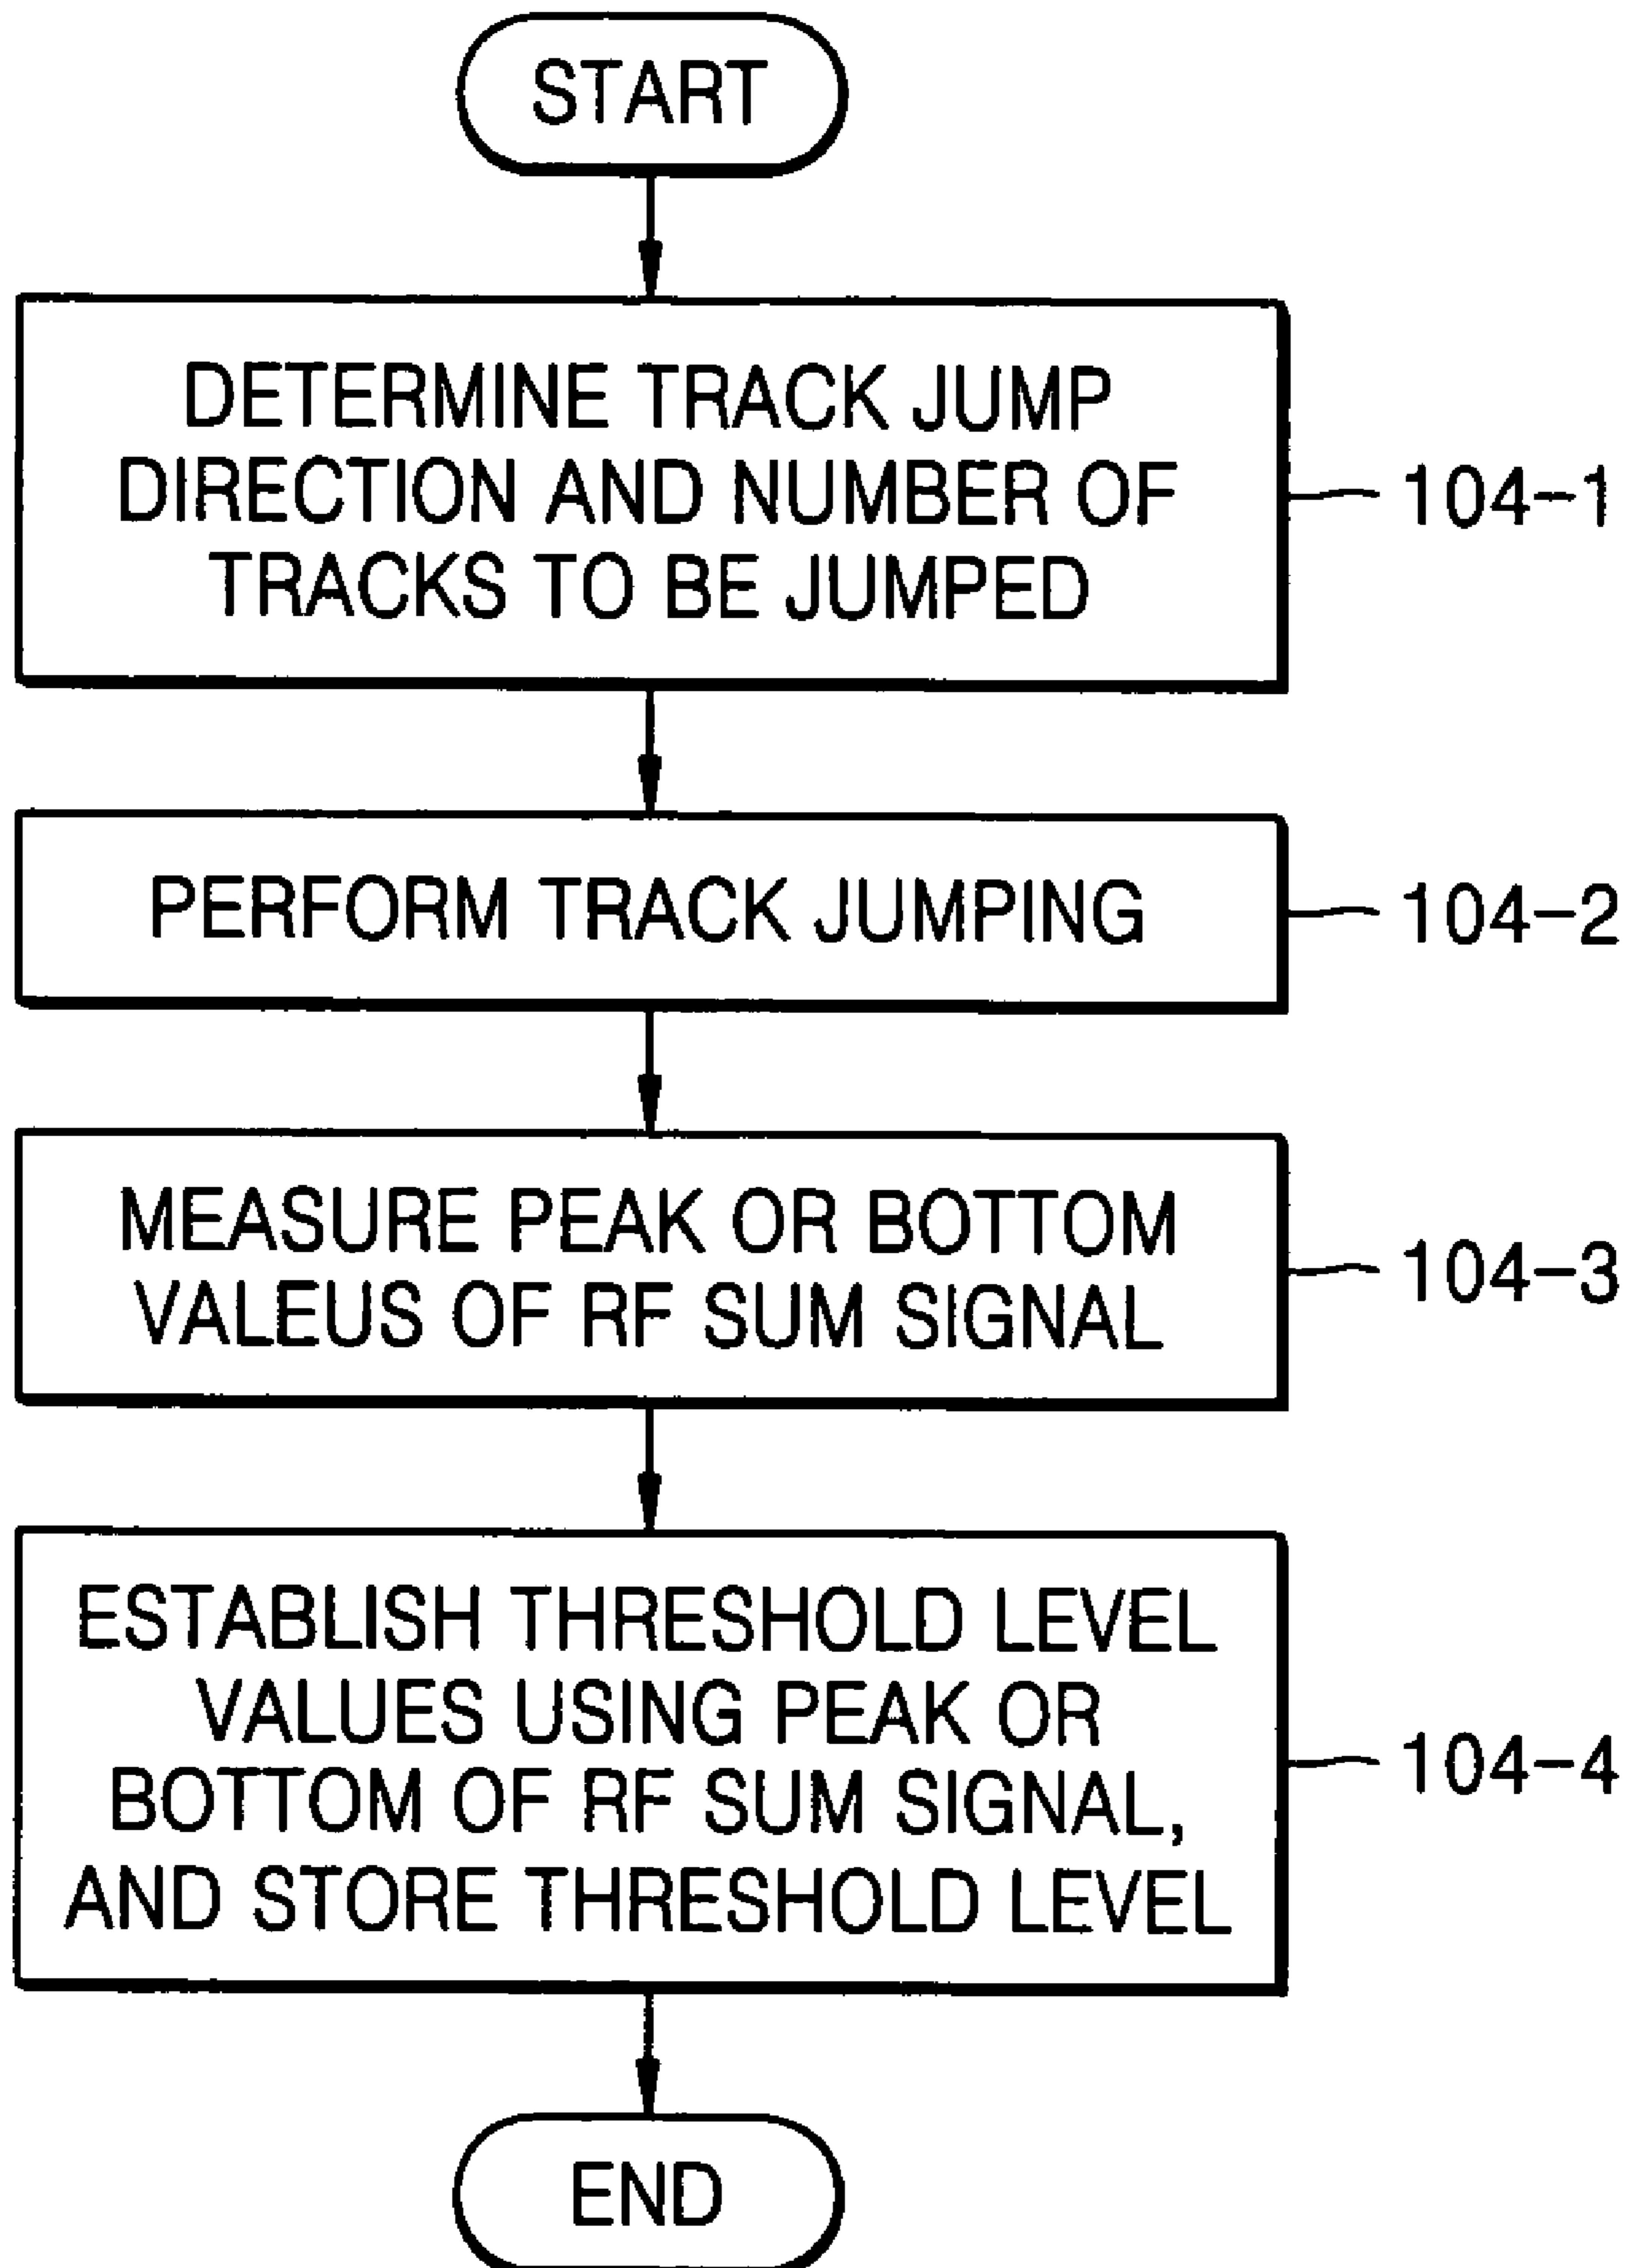 START
DETERMINE TRACK JUMP
DIRECTION AND NUMBER OF
TRACKS TO BE JUMPED
104-1
PERFORM TRACK JUMPING
104-2
MEASURE PEAK OR BOTTOM
VALEUS OF RF SUM SIGNAL
104-3
ESTABLISH THRESHOLD LEVEL
VALUES USING PEAK OR
BOTTOM OF RF SUM SIGNAL,
AND STORE THRESHOLD LEVEL
104-4
END